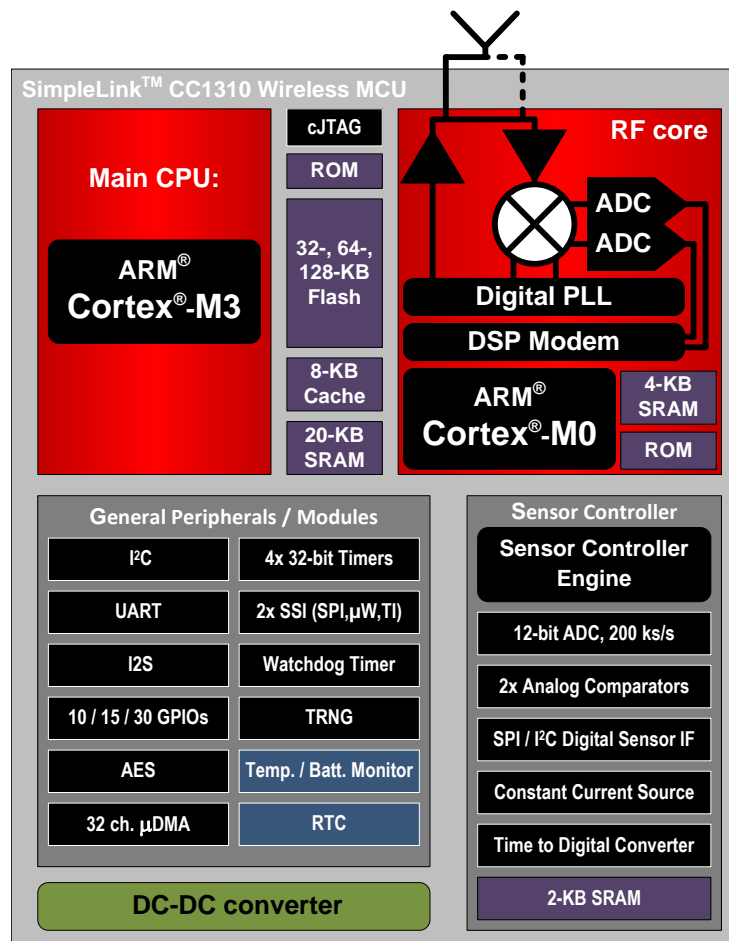 SimpleLink™ CC1310 Wireless MCU
Main CPU:
ARM®
Cortex®-M3
cJTAG
ROM
32-, 64-,
128-KB
Flash
8-KB
Cache
20-KB
SRAM
RF core
ADC
ADC
Digital PLL
DSP Modem
ARM®
Cortex®-M0
4-KB
SRAM
ROM
General Peripherals / Modules
I²C
4x 32-bit Timers
UART
2x SSI (SPI,µW,TI)
I2S
Watchdog Timer
10 / 15 / 30 GPIOs
TRNG
AES
Temp. / Batt. Monitor
32 ch. µDMA
RTC
Sensor Controller
Sensor Controller
Engine
12-bit ADC, 200 ks/s
2x Analog Comparators
SPI / I²C Digital Sensor IF
Constant Current Source
Time to Digital Converter
2-KB SRAM
DC-DC converter